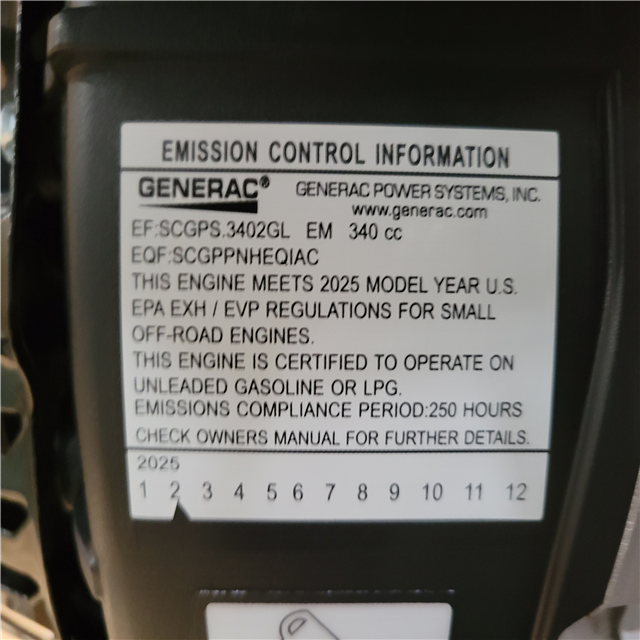 EMISSION CONTROL INFORMATION
GENERAC® GENERAC POWER SYSTEMS, INC.
www.generac.com
EF:SCGPS.3402GL EM 340 cc
EQF:SCGPPNHEQIAC
THIS ENGINE MEETS 2025 MODEL YEAR U.S.
EPA EXH / EVP REGULATIONS FOR SMALL
OFF-ROAD ENGINES.
THIS ENGINE IS CERTIFIED TO OPERATE ON
UNLEADED GASOLINE OR LPG.
EMISSIONS COMPLIANCE PERIOD:250 HOURS
CHECK OWNERS MANUAL FOR FURTHER DETAILS.
2025
1 2 3 4 5 6 7 8 9 10 11 12